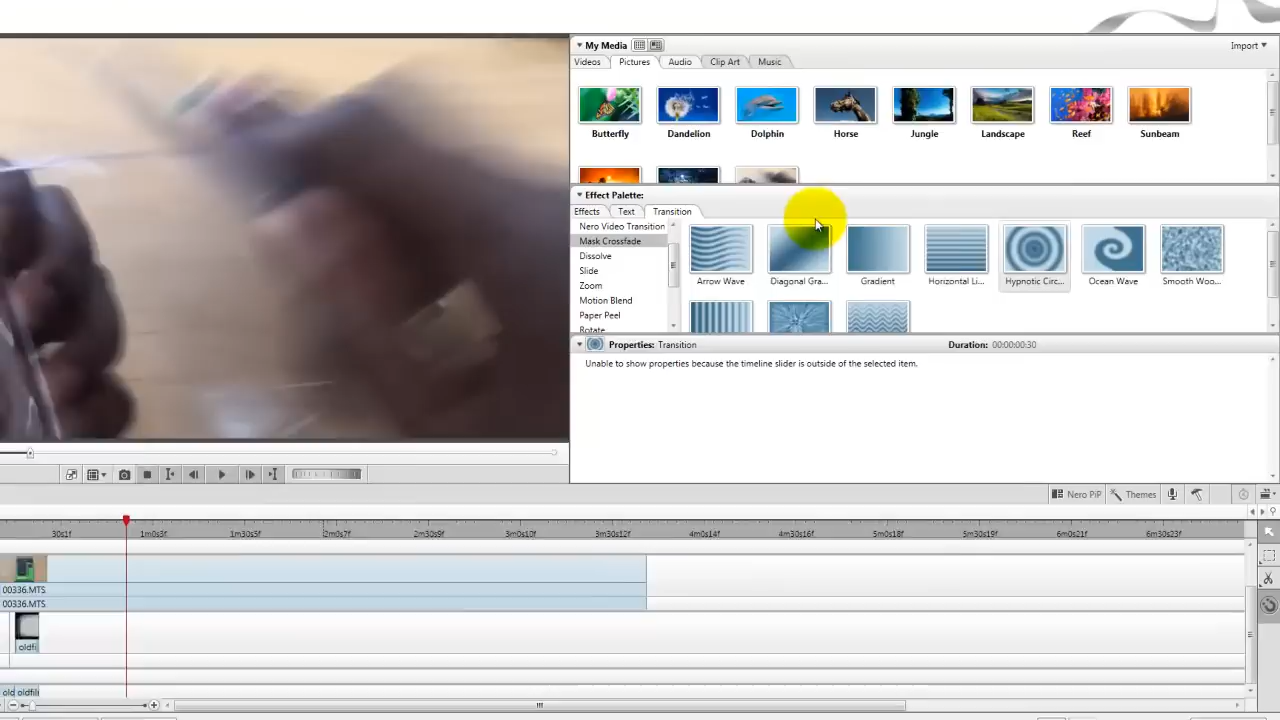 My Media
Import
Videos Pictures Audio Clip Art Music
Butterfly Dandelion Dolphin Horse Jungle Landscape Reef Sunbeam
Effect Palette:
Effects Text Transition
Nero Video Transition
Mask Crossfade
Dissolve
Slide
Zoom
Motion Blend
Paper Peel
Rotate
Arrow Wave Diagonal Gra... Gradient Horizontal Li... Hypnotic Circ... Ocean Wave Smooth Woo...
Properties: Transition Duration: 00:00:00:30
Unable to show properties because the timeline slider is outside of the selected item.
Nero PiP Themes
30s1f 1m0s3f 1m30s5f 2m0s7f 2m30s9f 3m0s10f 3m30s12f 4m0s14f 4m30s16f 5m0s18f 5m30s19f 6m0s21f 6m30s23f
00336.MTS
00336.MTS
oldfi
old oldfil